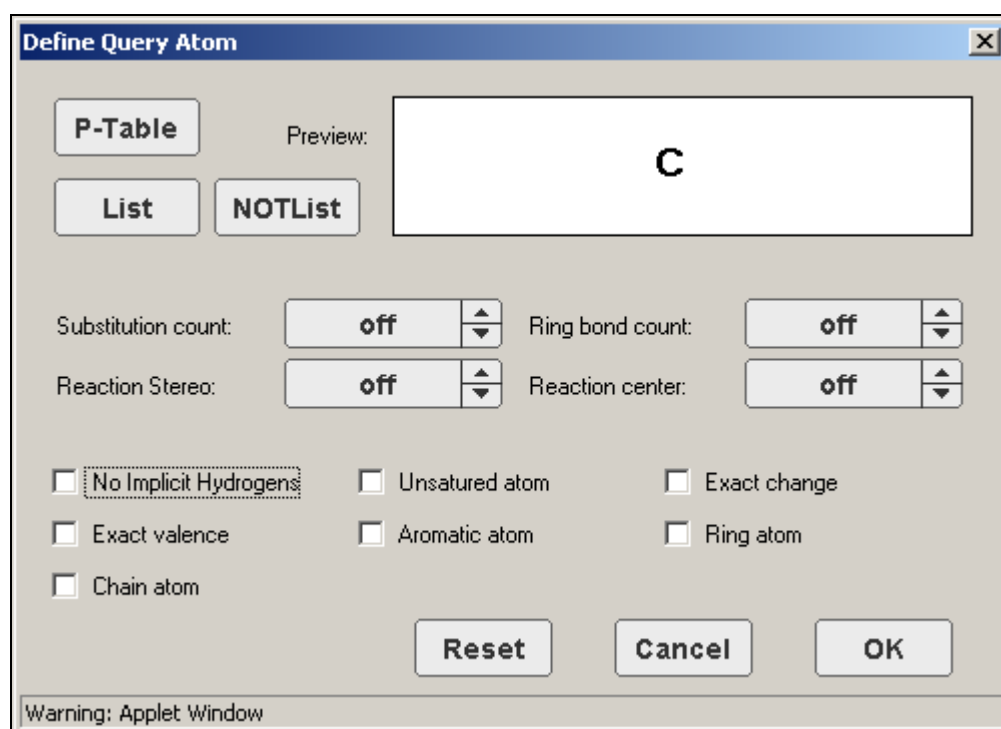 Define Query Atom
P-Table
Preview:
C
List
NOTList
Substitution count:
off
Ring bond count:
off
Reaction Stereo:
off
Reaction center:
off
No Implicit Hydrogens
Unsatured atom
Exact change
Exact valence
Aromatic atom
Ring atom
Chain atom
Reset
Cancel
OK
Warning: Applet Window